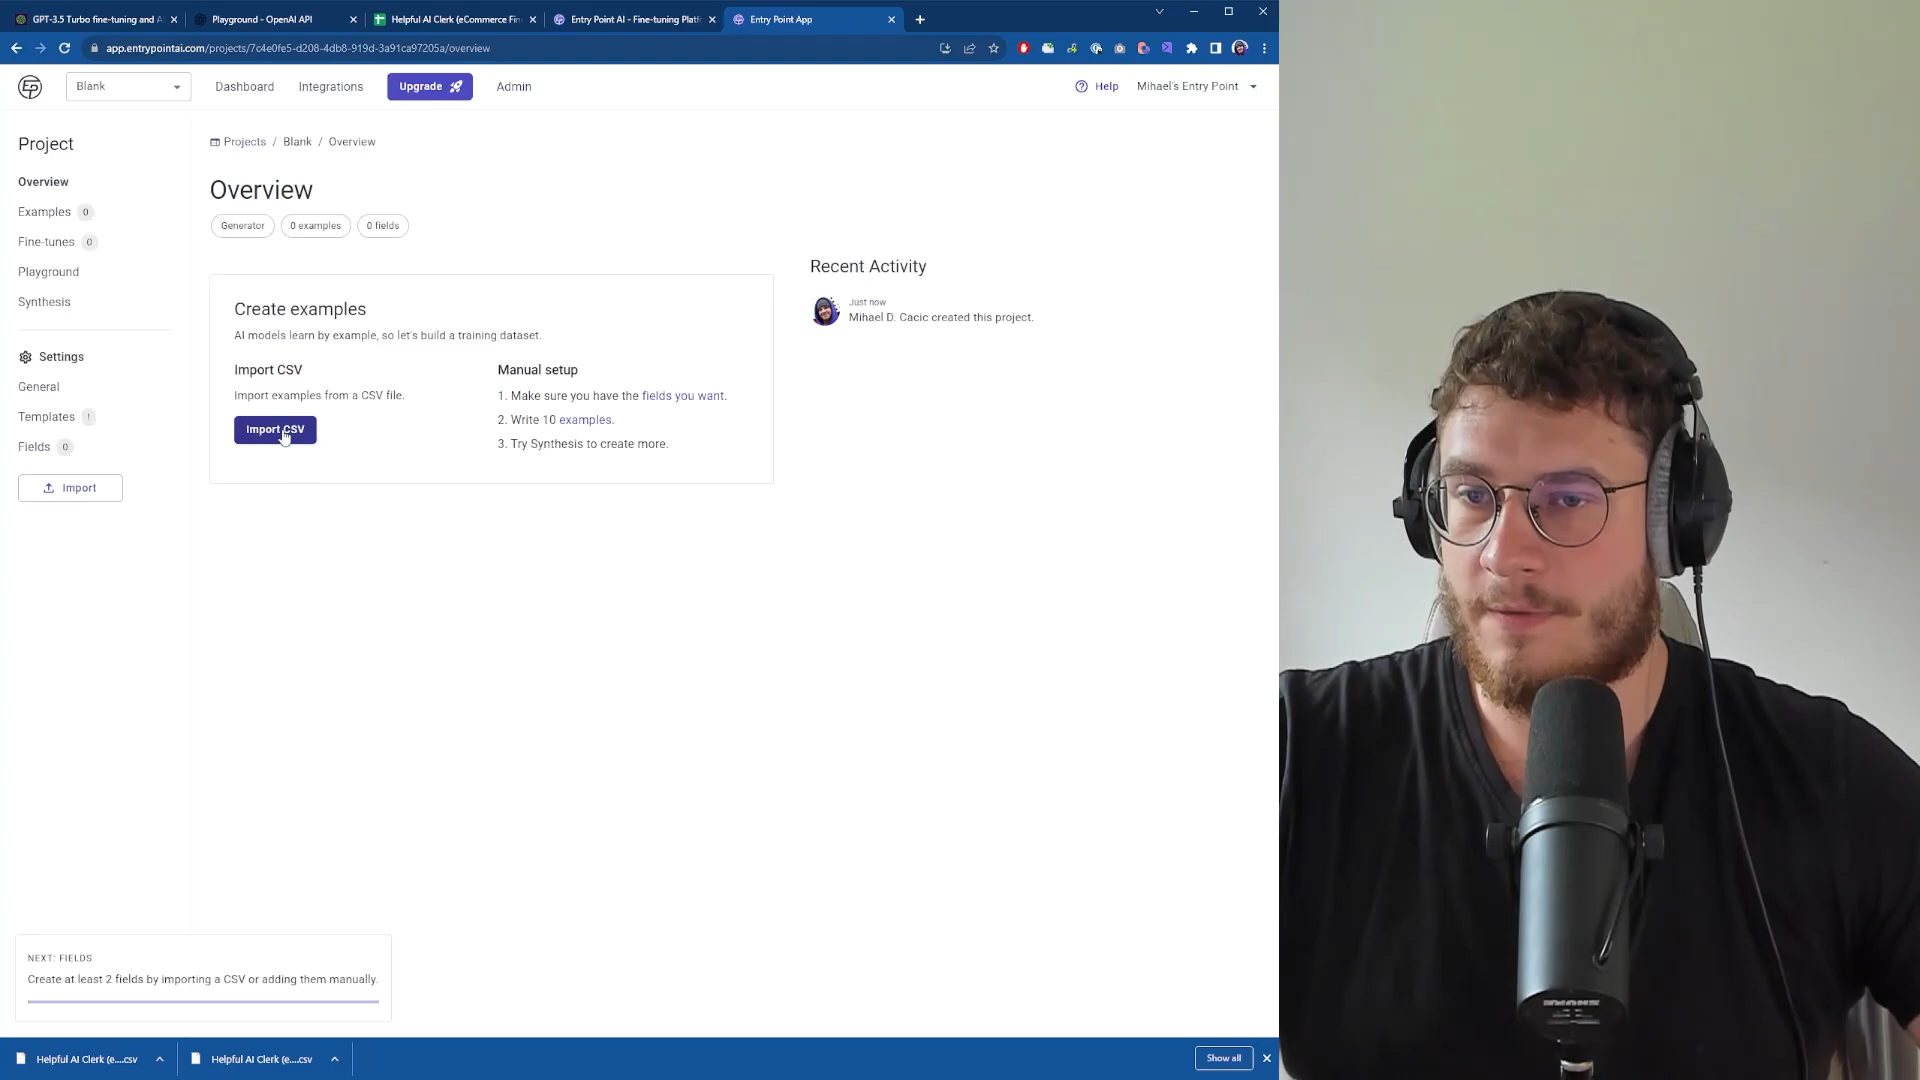 GPT-3.5 Turbo fine-tuning and A
Playground - OpenAI API
Helpful AI Clerk (eCommerce Fin
Entry Point AI - Fine-tuning Platf
Entry Point App
app.entrypointai.com/projects/7c4e0fe5-d208-4db8-919d-3a91ca97205a/overview
EP
Blank
Dashboard
Integrations
Upgrade
Admin
Help
Mihael's Entry Point
Project
Overview
Examples 0
Fine-tunes 0
Playground
Synthesis
Settings
General
Templates !
Fields 0
Import
Projects / Blank / Overview
Overview
Generator
0 examples
0 fields
Create examples
AI models learn by example, so let's build a training dataset.
Import CSV
Import examples from a CSV file.
Import CSV
Manual setup
1. Make sure you have the fields you want.
2. Write 10 examples.
3. Try Synthesis to create more.
Recent Activity
Just now
Mihael D. Cacic created this project.
NEXT: FIELDS
Create at least 2 fields by importing a CSV or adding them manually.
Helpful AI Clerk (e....csv
Helpful AI Clerk (e....csv
Show all